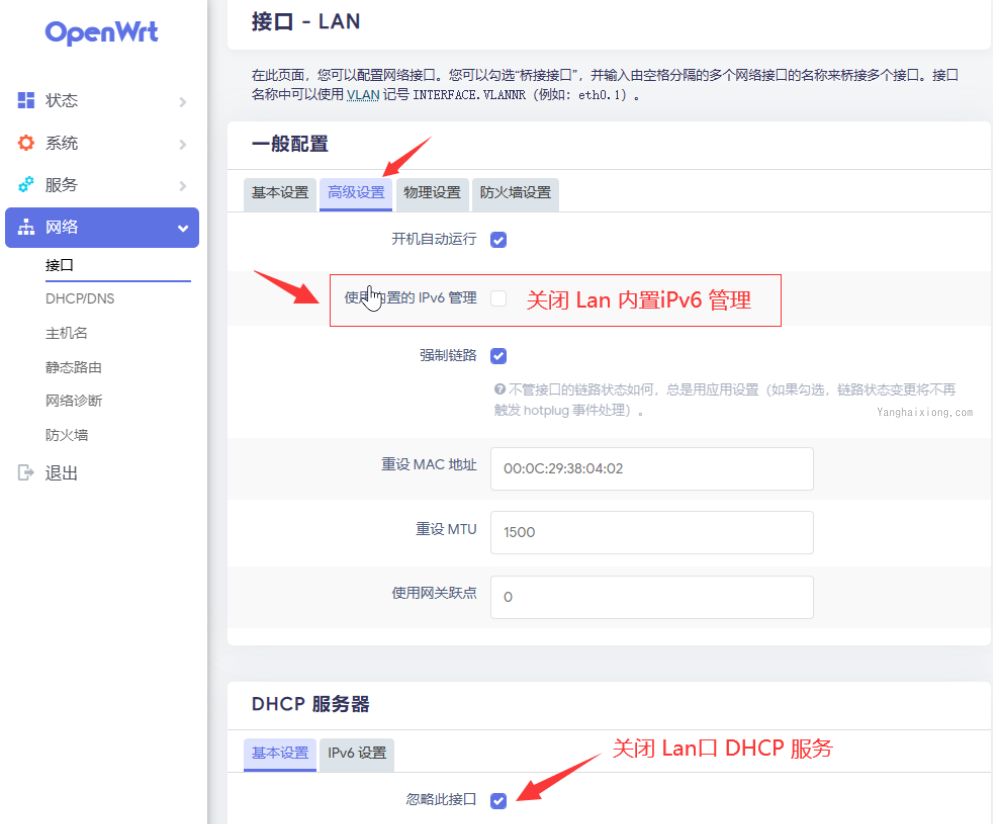 OpenWrt
状态
系统
服务
网络
接口
DHCP/DNS
主机名
静态路由
网络诊断
防火墙
退出
接口 - LAN
在此页面，您可以配置网络接口。您可以勾选“桥接接口”，并输入由空格分隔的多个网络接口的名称来桥接多个接口。接口
名称中可以使用 VLAN 记号 INTERFACE.VLANNR（例如：eth0.1）。
一般配置
基本设置 高级设置 物理设置 防火墙设置
开机自动运行
使用内置的 IPv6 管理 关闭 Lan 内置iPv6 管理
强制链路
不管接口的链路状态如何，总是用应用设置（如果勾选，链路状态变更将不再
触发 hotplug 事件处理）。
Yanghaixiong.com
重设 MAC 地址 00:0C:29:38:04:02
重设 MTU 1500
使用网关跃点 0
DHCP 服务器
基本设置 IPv6 设置
关闭 Lan口 DHCP 服务
忽略此接口